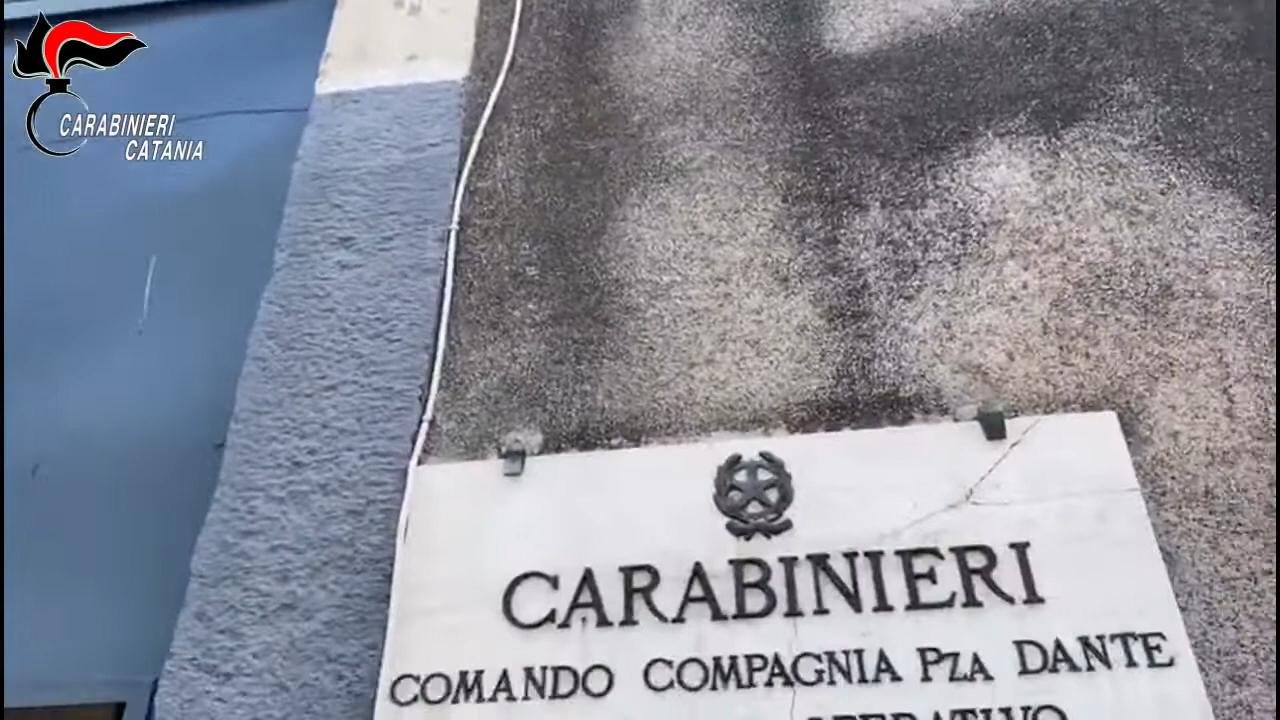 CARABINIERI
CATANIA
CARABINIERI
COMANDO COMPAGNIA PZA DANTE